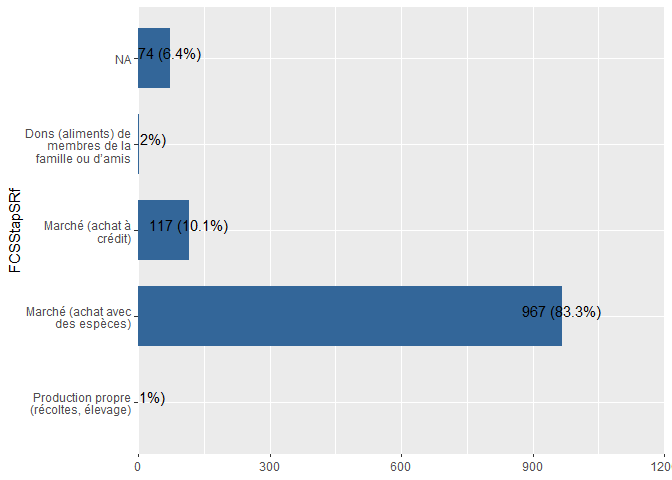 FCSStapSRf
NA
74 (6.4%)
Dons (aliments) de
membres de la
famille ou d'amis
2%)
Marché (achat à
crédit)
117 (10.1%)
Marché (achat avec
des espèces)
967 (83.3%)
Production propre
(récoltes, élevage)
1%)
0
300
600
900
120